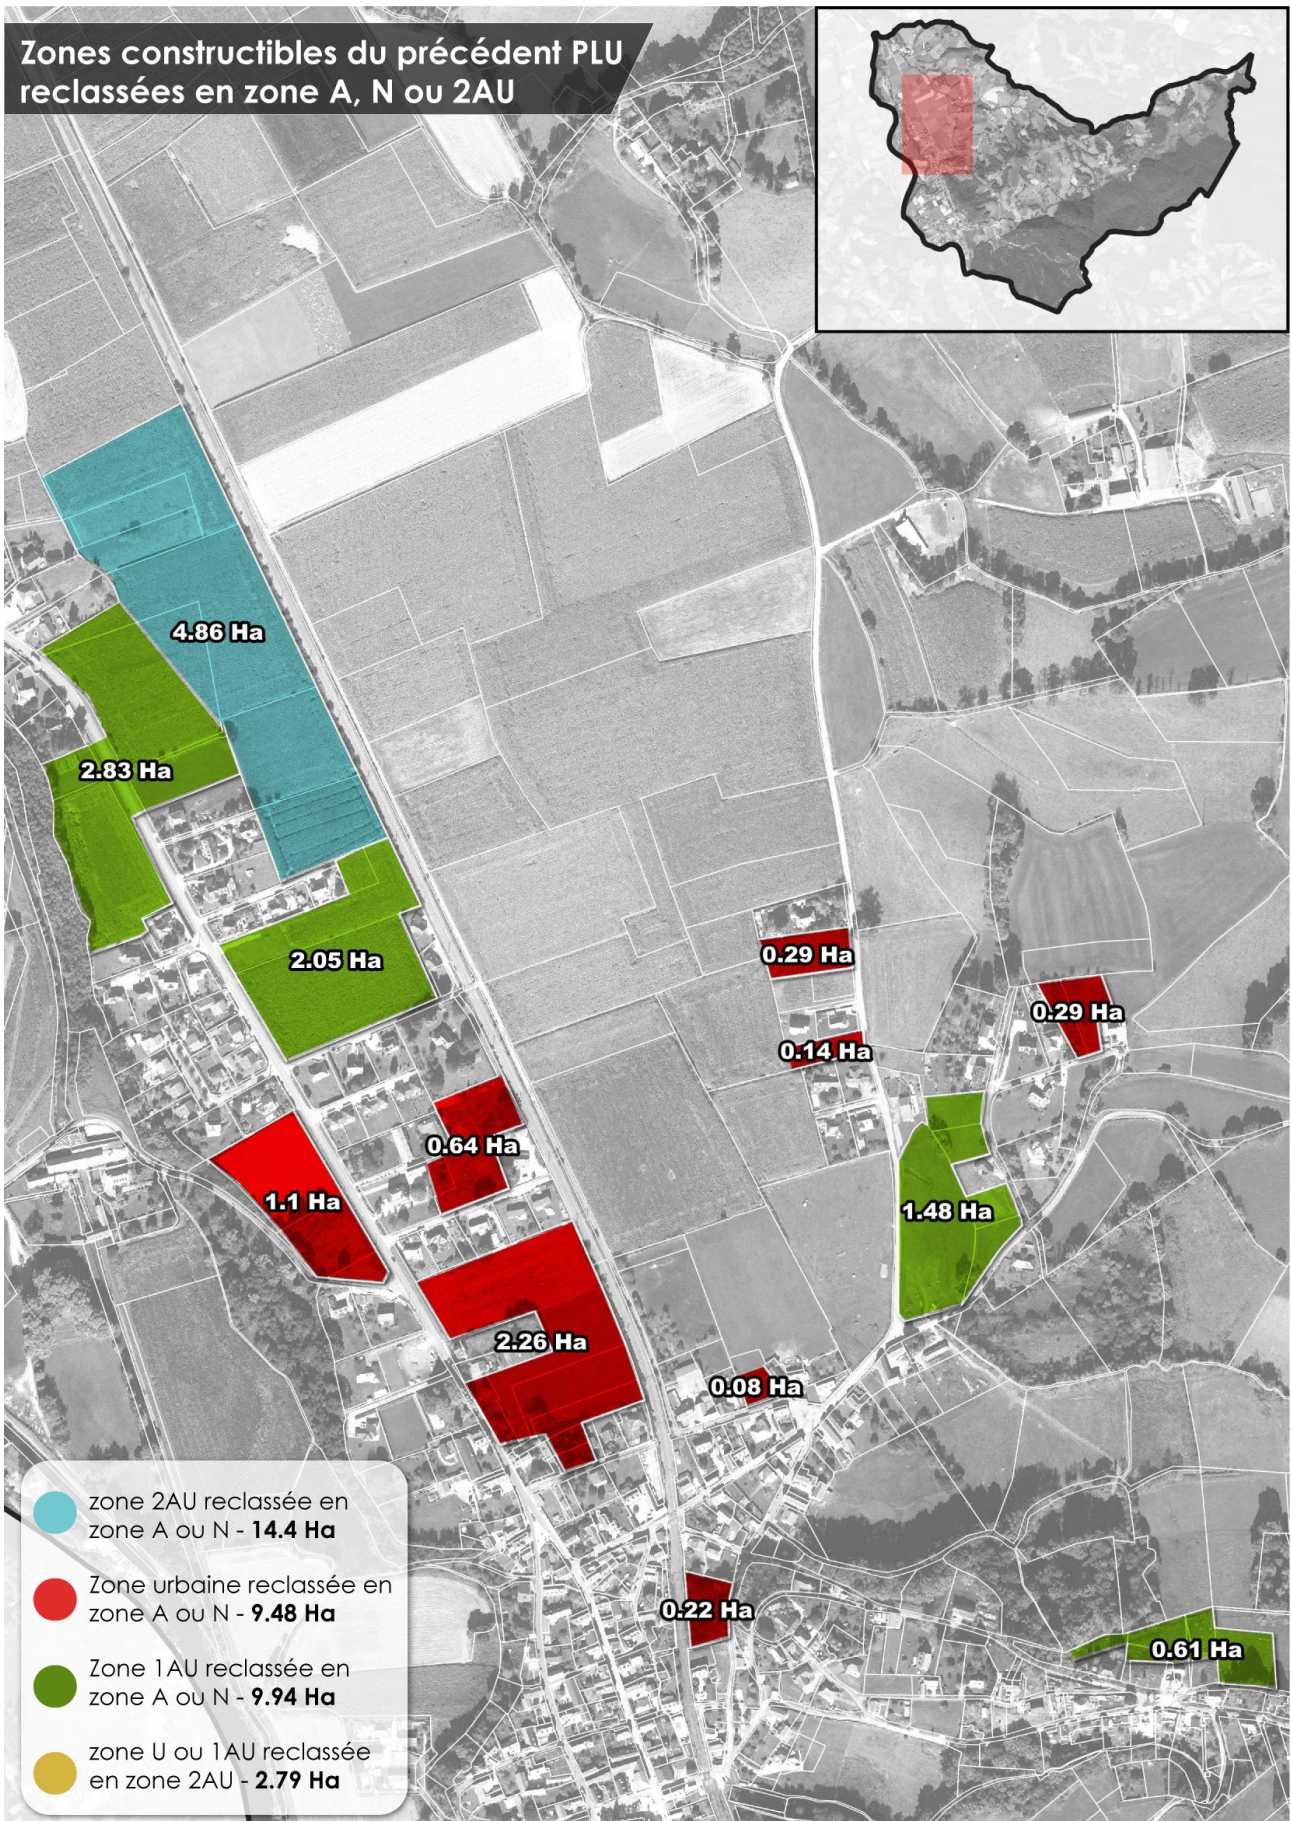 Zones constructibles du précédent PLU
reclassées en zone A, N ou 2AU
4.86 Ha
2.83 Ha
2.05 Ha
0.29 Ha
0.29 Ha
0.14 Ha
0.64 Ha
1.1 Ha
1.48 Ha
2.26 Ha
0.08 Ha
0.22 Ha
0.61 Ha
zone 2AU reclassée en
zone A ou N - 14.4 Ha
Zone urbaine reclassée en
zone A ou N - 9.48 Ha
Zone 1AU reclassée en
zone A ou N - 9.94 Ha
zone U ou 1AU reclassée
en zone 2AU - 2.79 Ha